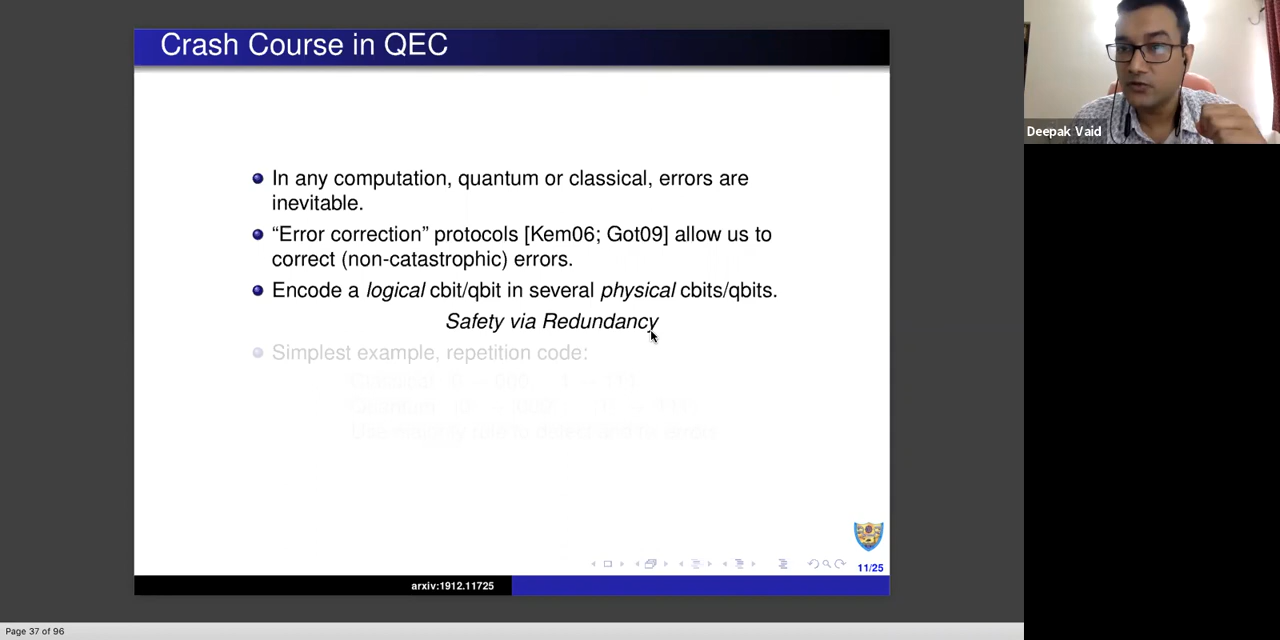 Crash Course in QEC
Deepak Vaid
In any computation, quantum or classical, errors are
inevitable.
“Error correction” protocols [Kem06; Got09] allow us to
correct (non-catastrophic) errors.
Encode a logical cbit/qbit in several physical cbits/qbits.
Safety via Redundancy
Simplest example, repetition code:
Use majority rule to detect and fix errors
11/25
arxiv:1912.11725
Page 37 of 96